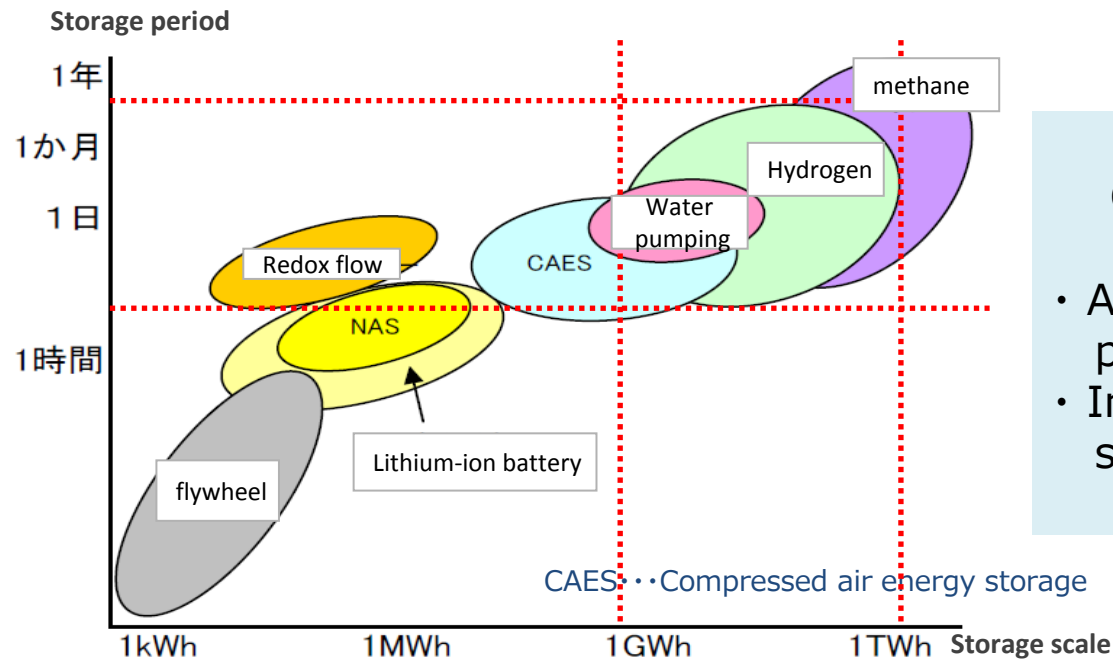 Storage period
1年
methane
1か月
Hydrogen
1日
Water
pumping
CAES
Redox flow
NAS
1時間
Lithium-ion battery
flywheel
CAES･･･Compressed air energy storage
1kWh
1MWh
1GWh
1TWh
Storage scale